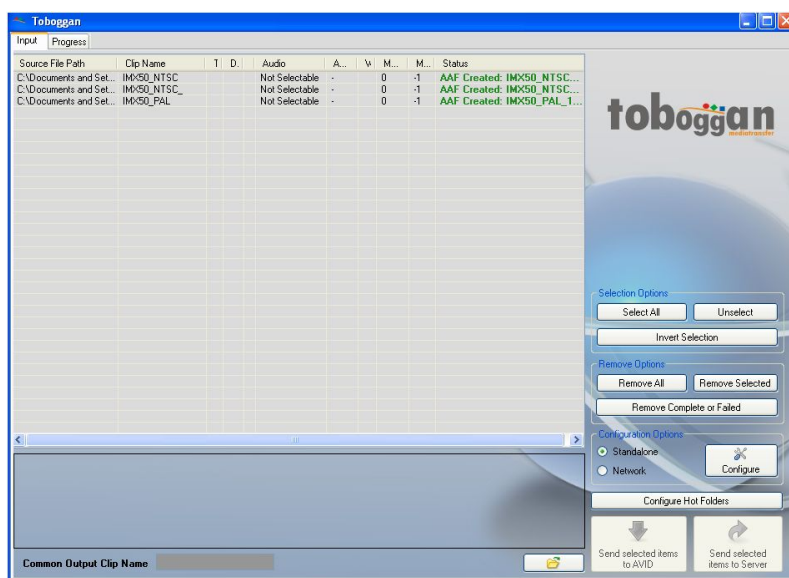 Toboggan
Input Progress
Source File Path Clip Name T D. Audio A... V M... M... Status
C:\Documents and Set... IMX50_NTSC Not Selectable - 0 -1 AAF Created: IMX50_NTSC...
C:\Documents and Set... IMX50_NTSC_ Not Selectable - 0 -1 AAF Created: IMX50_NTSC...
C:\Documents and Set... IMX50_PAL Not Selectable - 0 -1 AAF Created: IMX50_PAL_1...
toboggan
mediatransfer
Selection Options
Select All Unselect
Invert Selection
Remove Options
Remove All Remove Selected
Remove Complete or Failed
Configuration Options
Standalone
Network
Configure
Configure Hot Folders
Send selected items to AVID
Send selected items to Server
Common Output Clip Name